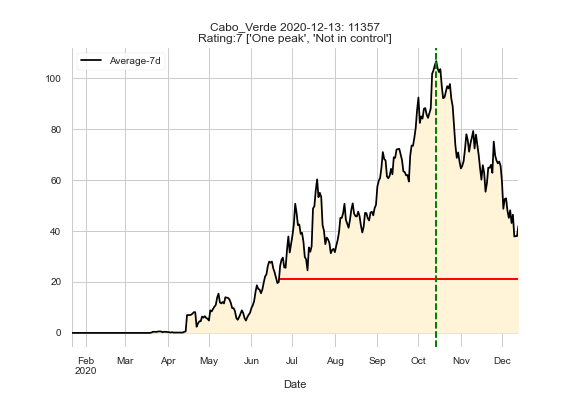 Cabo_Verde 2020-12-13: 11357
Rating:7 ['One peak', 'Not in control']
Average-7d
100
80
60
40
20
0
Feb Mar Apr May Jun Jul Aug Sep Oct Nov Dec
2020
Date